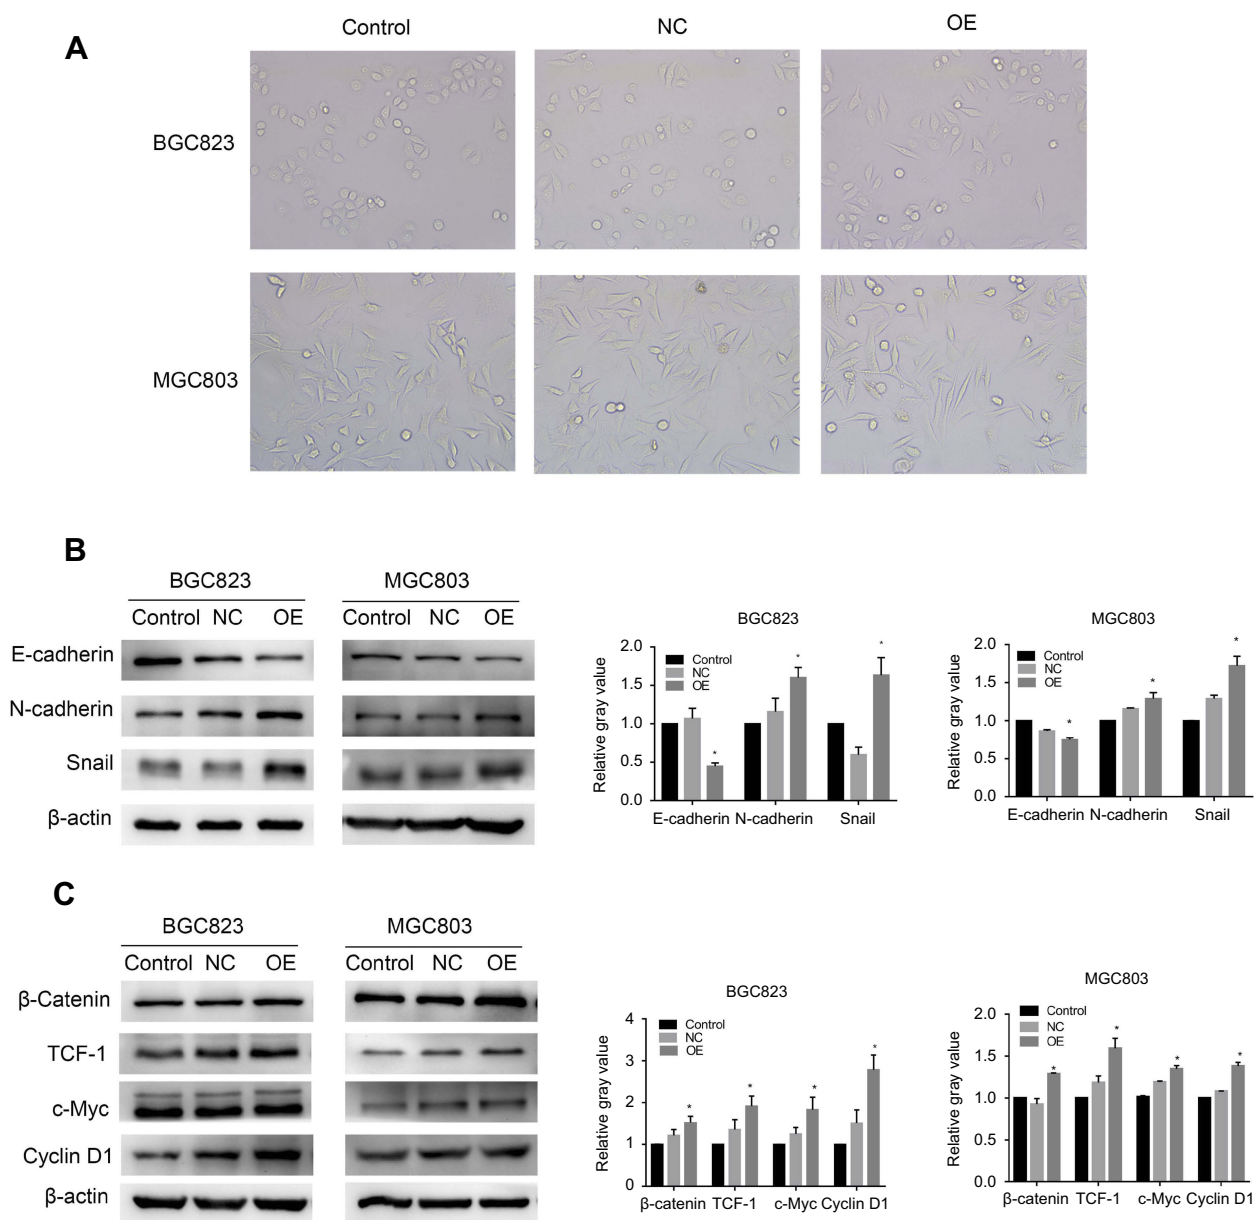 A
Control NC OE
BGC823
MGC803
B
BGC823 MGC803
Control NC OE Control NC OE
E-cadherin
N-cadherin
Snail
β-actin
BGC823
Relative gray value
2.0
1.5
1.0
0.5
0.0
Control
NC
OE
* * *
E-cadherin N-cadherin Snail
MGC803
Relative gray value
2.0
1.5
1.0
0.5
0.0
Control
NC
OE
* * *
E-cadherin N-cadherin Snail
C
BGC823 MGC803
Control NC OE Control NC OE
β-Catenin
TCF-1
c-Myc
Cyclin D1
β-actin
BGC823
Relative gray value
4
3
2
1
0
Control
NC
OE
* * * *
β-catenin TCF-1 c-Myc Cyclin D1
MGC803
Relative gray value
2.0
1.5
1.0
0.5
0.0
Control
NC
OE
* * * *
β-catenin TCF-1 c-Myc Cyclin D1